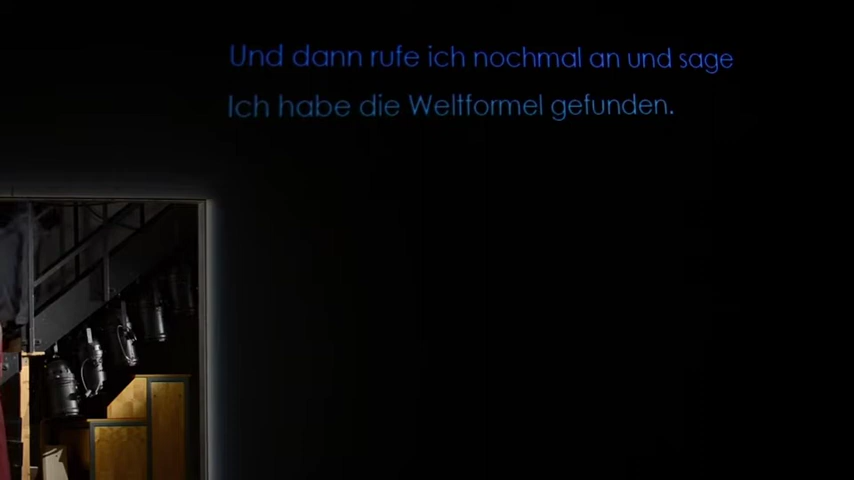 Und dann rufe ich nochmal an und sage
Ich habe die Weltformel gefunden.